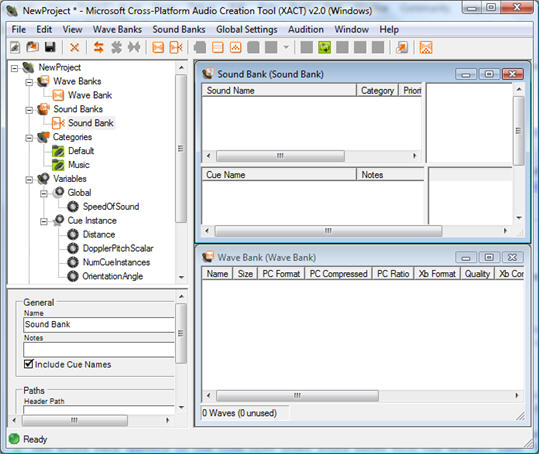 NewProject * - Microsoft Cross-Platform Audio Creation Tool (XACT) v2.0 (Windows)
File Edit View Wave Banks Sound Banks Global Settings Audition Window Help
NewProject
Wave Banks
Wave Bank
Sound Banks
Sound Bank
Categories
Default
Music
Variables
Global
SpeedOfSound
Cue Instance
Distance
DopplerPitchScalar
NumCueInstances
OrientationAngle
General
Name
Sound Bank
Notes
Include Cue Names
Paths
Header Path
Sound Bank (Sound Bank)
Sound Name Category Priori
Cue Name Notes
Wave Bank (Wave Bank)
Name Size PC Format PC Compressed PC Ratio Xb Format Quality Xb Con
0 Waves (0 unused)
Ready